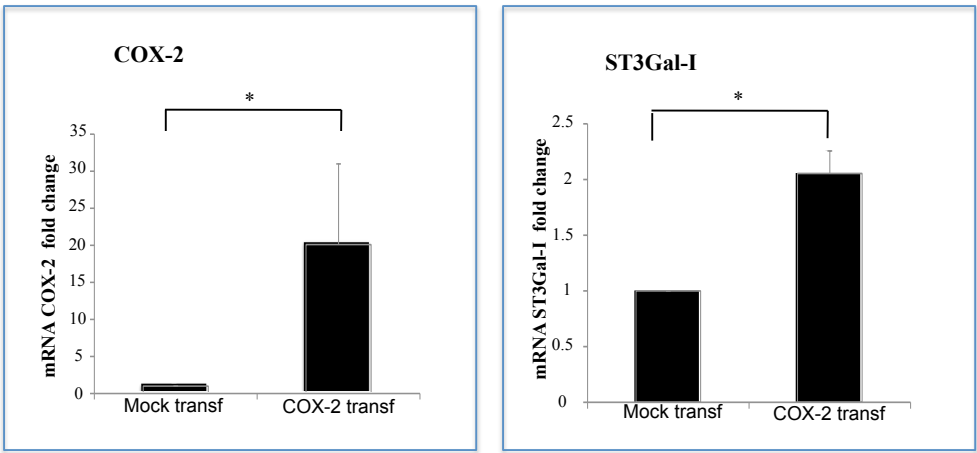 COX-2
*
mRNA COX-2 fold change
35
30
25
20
15
10
5
0
Mock transf
COX-2 transf
ST3Gal-I
*
mRNA ST3Gal-I fold change
2.5
2
1.5
1
0.5
0
Mock transf
COX-2 transf